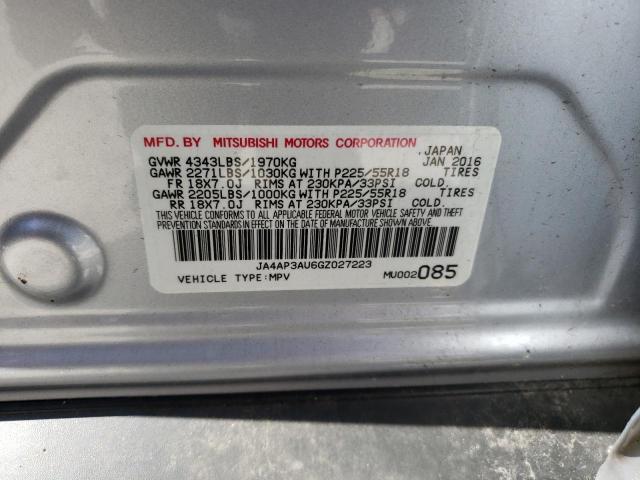 MFD. BY MITSUBISHI MOTORS CORPORATION JAPAN
GVWR 4343LBS/1970KG JAN 2016
GAWR 2271LBS/1030KG WITH P225/55R18 TIRES
FR 18X7.0J RIMS AT 230KPA/33PSI COLD.
GAWR 2205LBS/1000KG WITH P225/55R18 TIRES
RR 18X7.0J RIMS AT 230KPA/33PSI COLD.
THIS VEHICLE CONFORMS TO ALL APPLICABLE FEDERAL MOTOR VEHICLE SAFETY AND THEFT
PREVENTION STANDARDS IN EFFECT ON THE DATE OF MANUFACTURE SHOWN ABOVE.
JA4AP3AU6GZ027223
VEHICLE TYPE:MPV MU002085